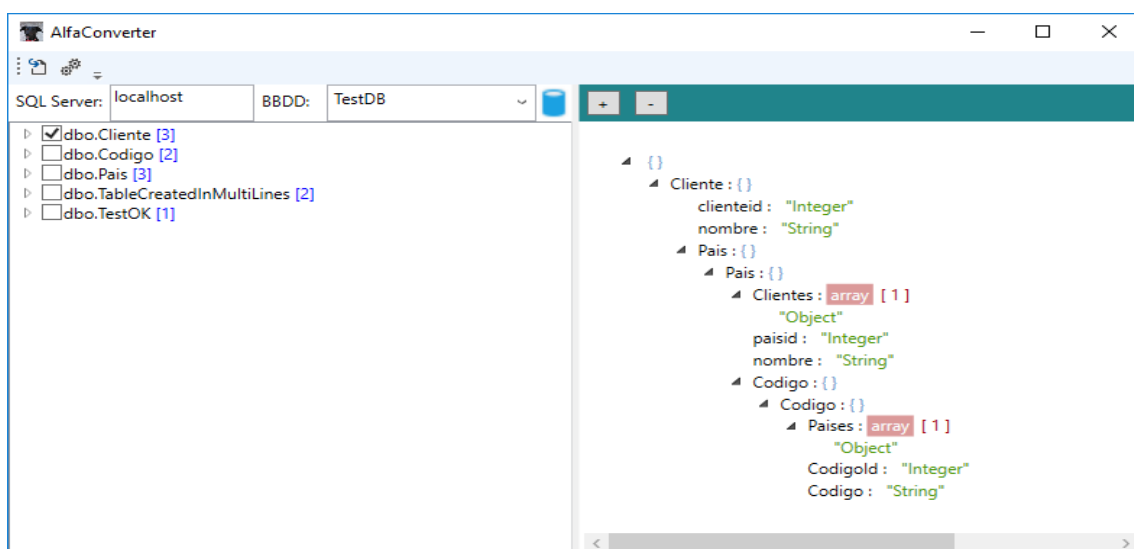 AlfaConverter
SQL Server: localhost BBDD: TestDB
+ -
dbo.Cliente [3]
dbo.Codigo [2]
dbo.Pais [3]
dbo.TableCreatedInMultiLines [2]
dbo.TestOK [1]
{ }
Cliente : { }
clienteid : "Integer"
nombre : "String"
Pais : { }
Pais : { }
Clientes : array [ 1 ]
"Object"
paisid : "Integer"
nombre : "String"
Codigo : { }
Codigo : { }
Paises : array [ 1 ]
"Object"
CodigoId : "Integer"
Codigo : "String"